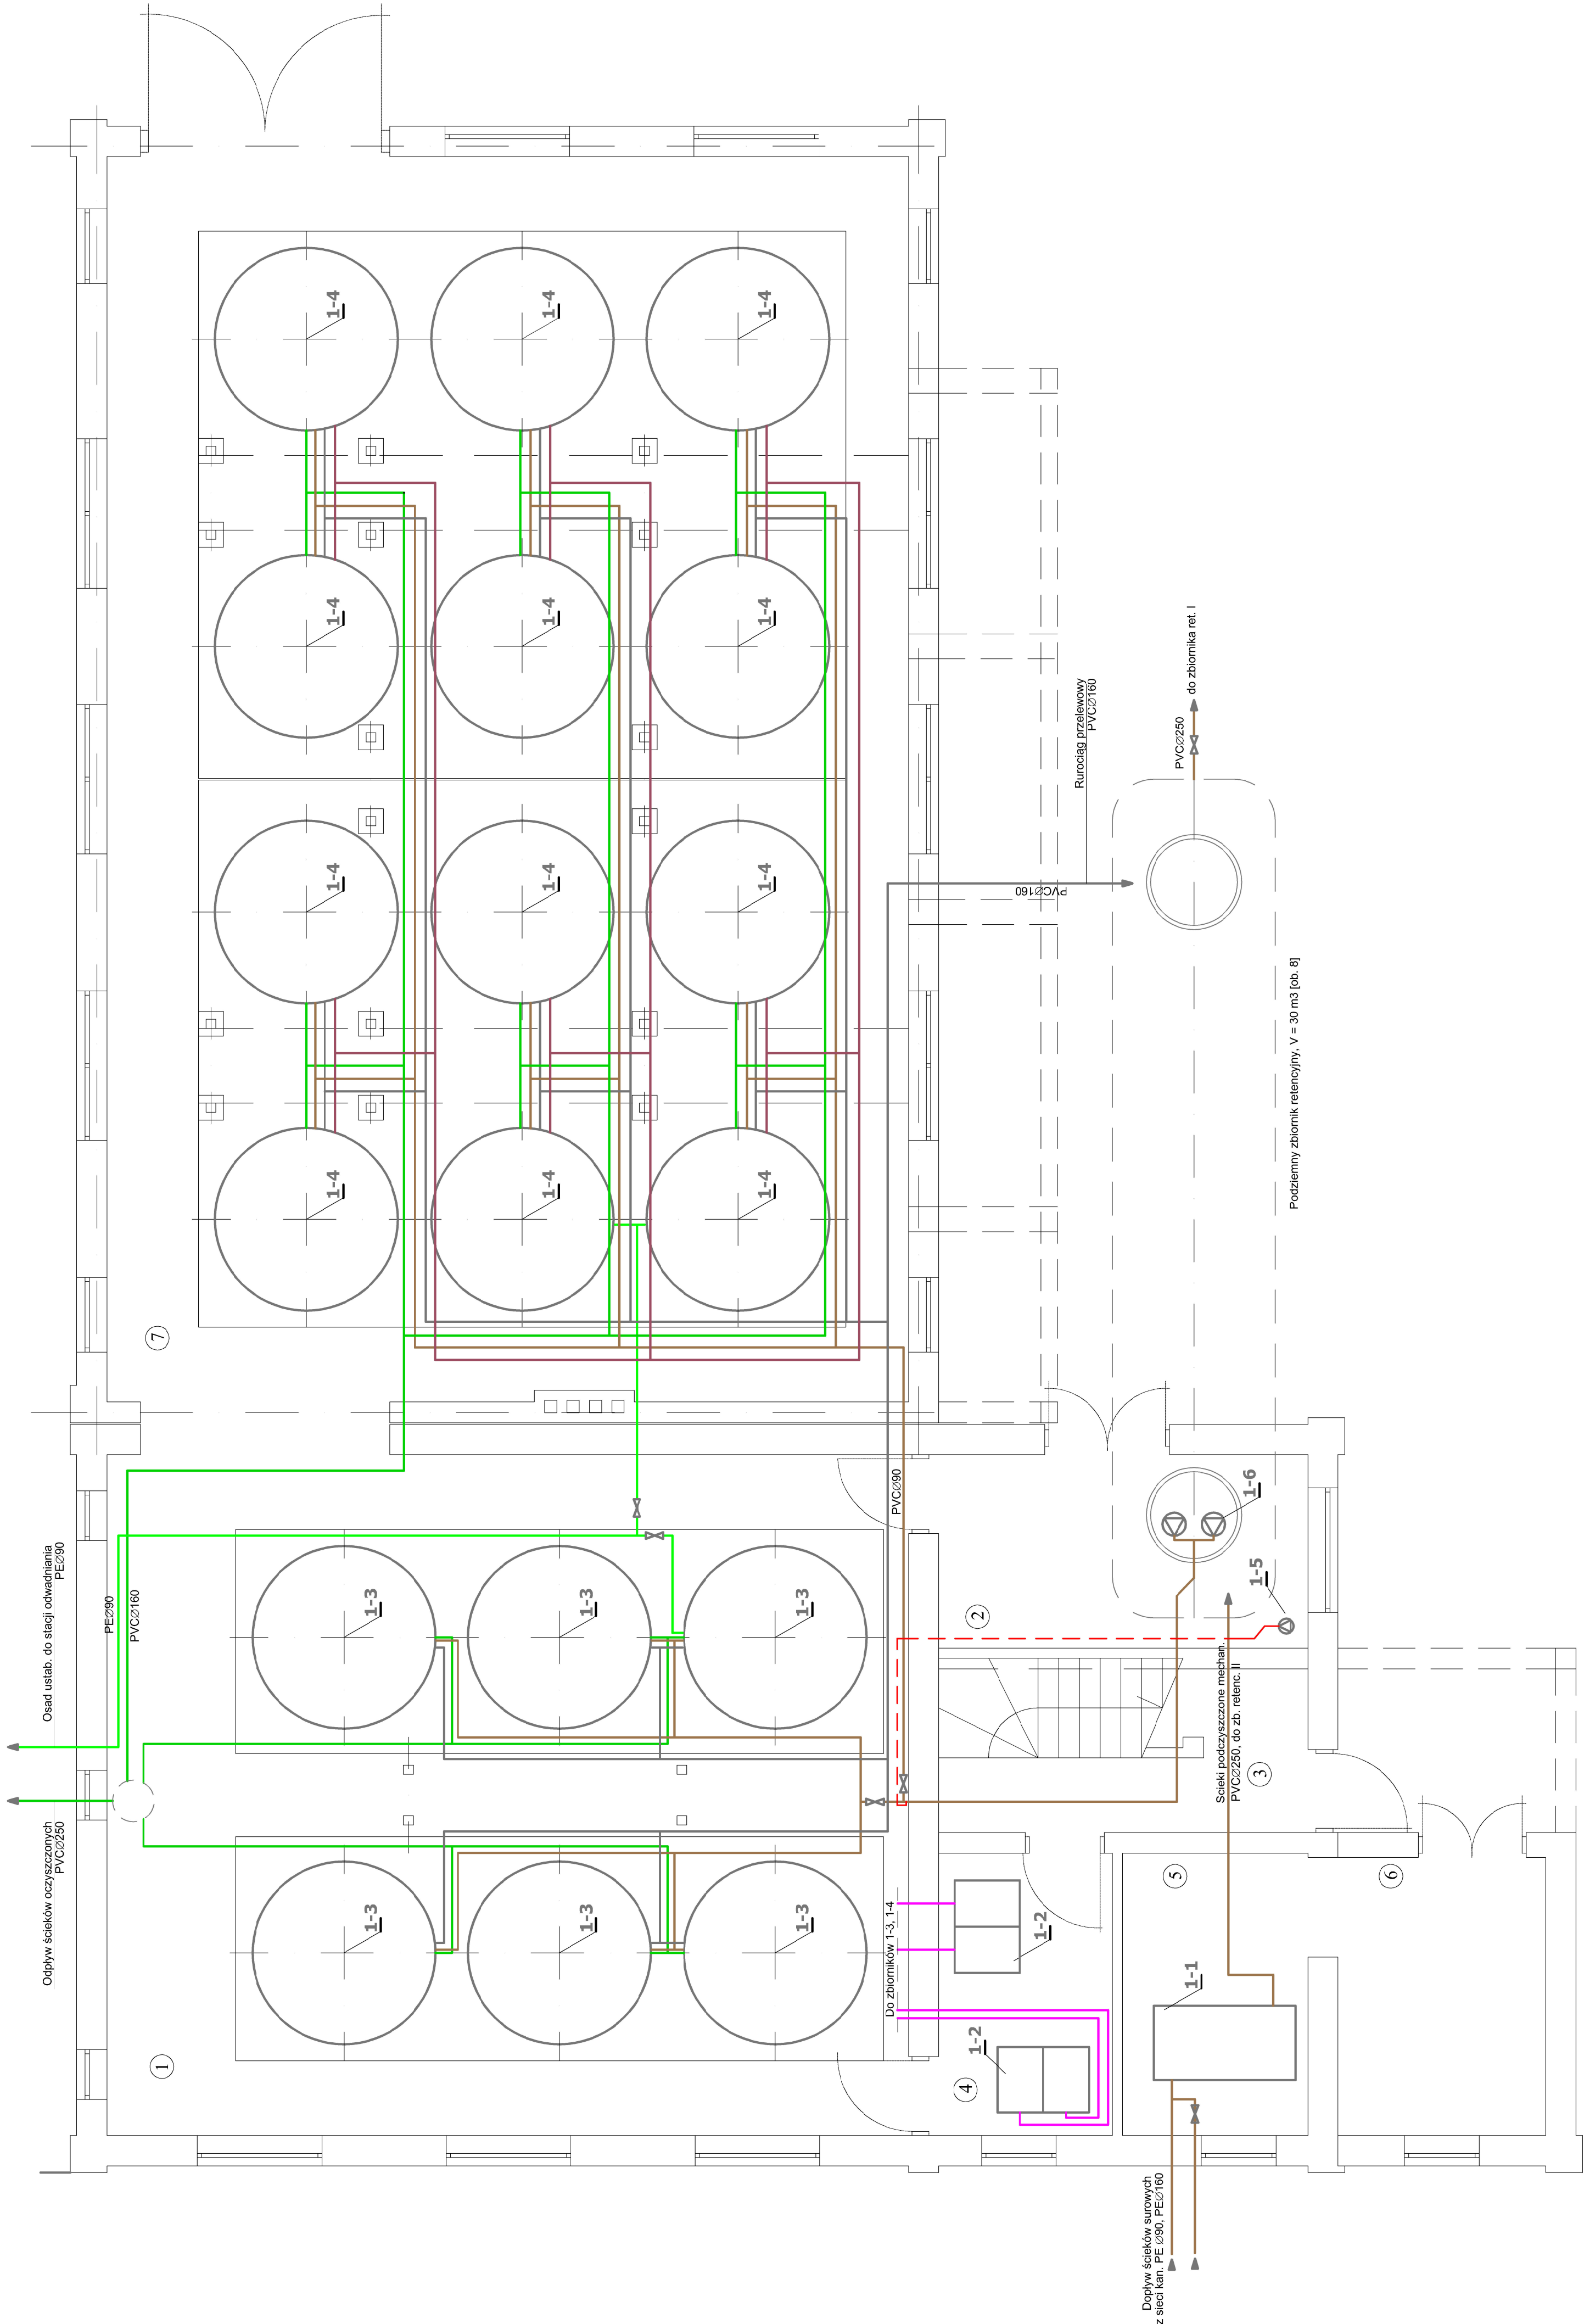 1-4
1-4
1-4
1-4
1-4
1-4
1-4
1-4
1-4
1-4
1-4
1-4
7
Rurociąg przelewowy
PVC∅160
PVC∅160
PVC∅250
do zbiornika ret. I
Podziemny zbiornik retencyjny, V = 30 m3 [ob. 8]
Osad ustab. do stacji odwadniania
PE∅90
PE∅90
PVC∅160
Odpływ ścieków oczyszczonych
PVC∅250
1-3
1-3
1-3
1-3
1-3
1-3
1
PVC∅90
1-6
1-5
2
3
Ścieki podczyszczone mechan.
PVC∅250, do zb. retenc. II
Do zbiorników 1-3, 1-4
1-2
1-2
4
5
6
1-1
Dopływ ścieków surowych
z sieci kan. PE ∅90, PE∅160